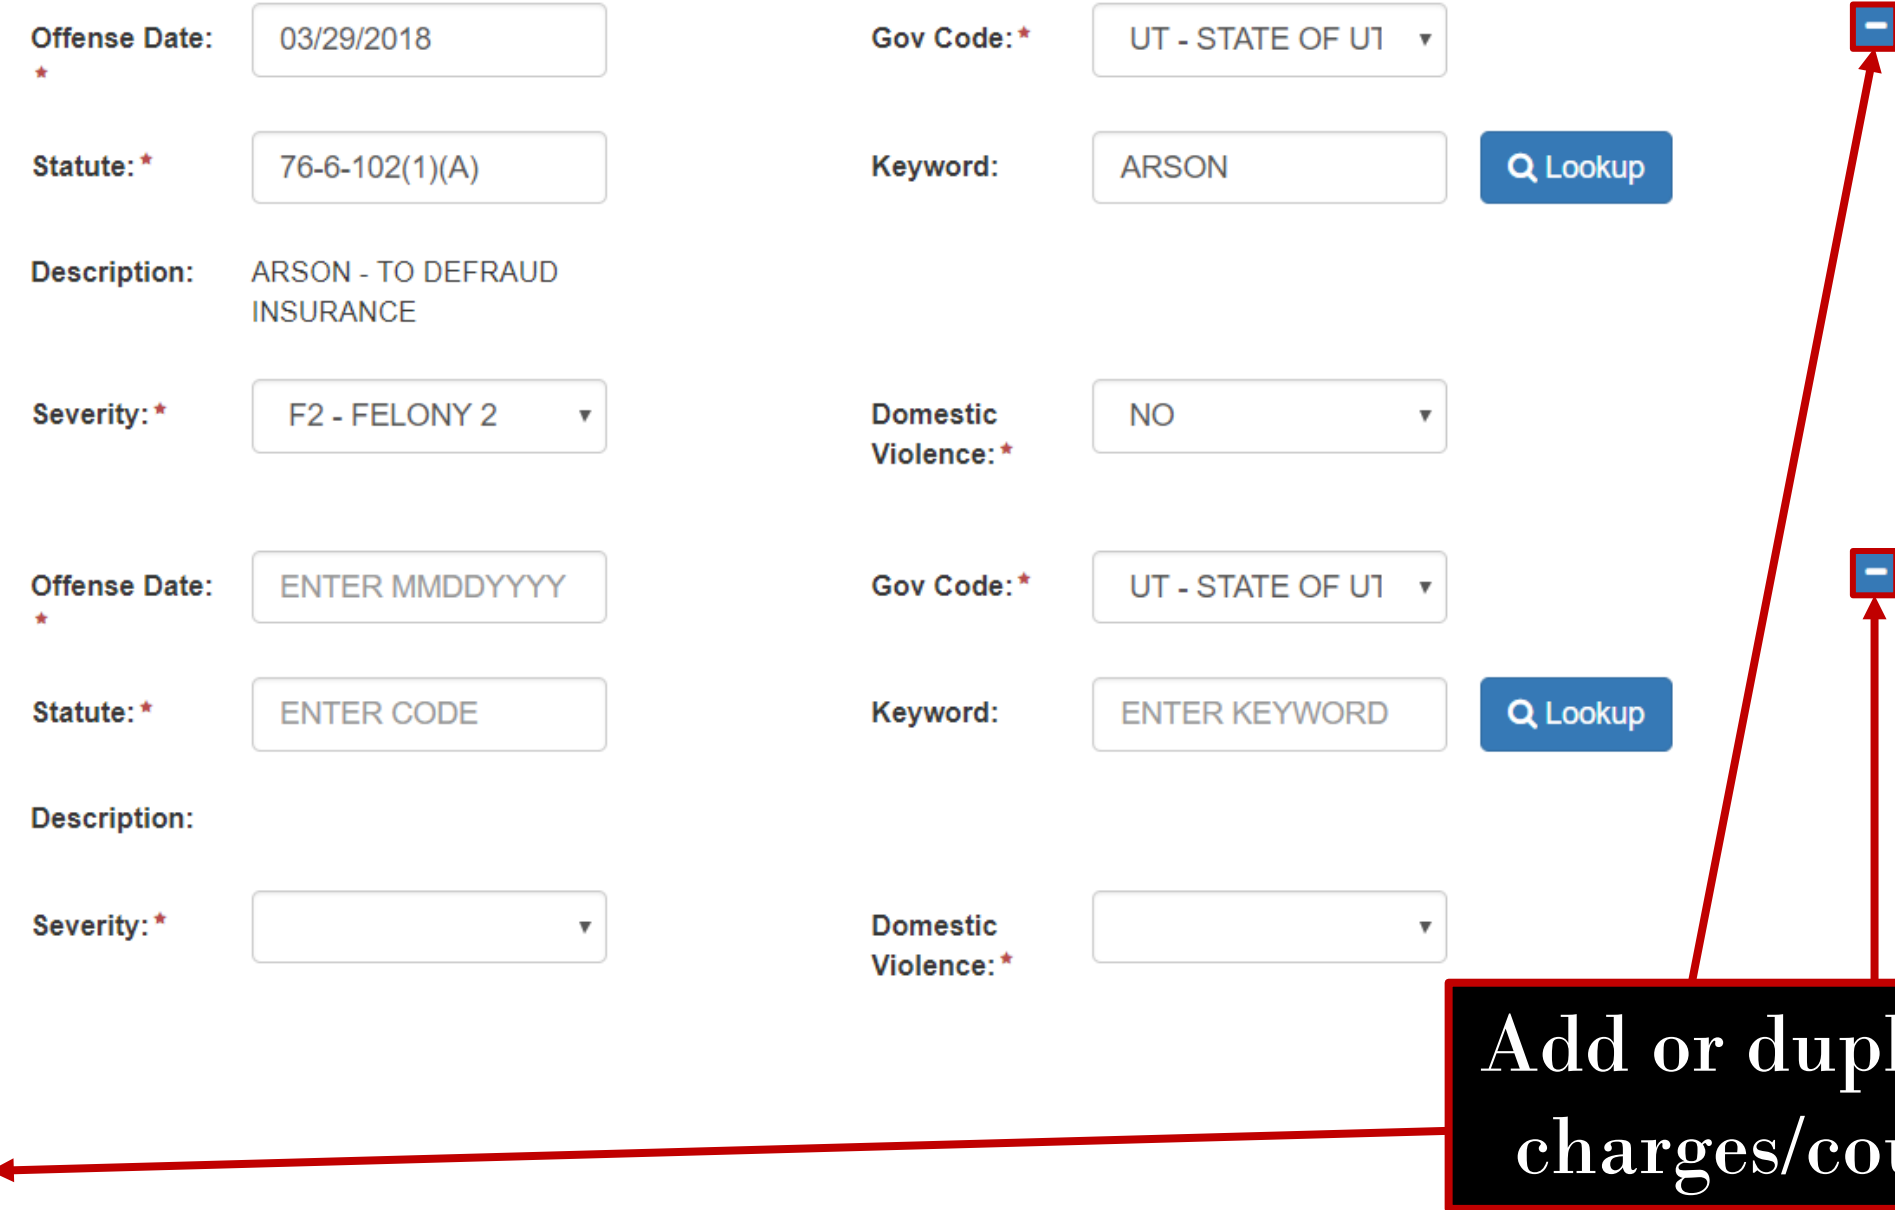 Offense Date: * 03/29/2018 Gov Code: * UT - STATE OF UT
Statute: * 76-6-102(1)(A) Keyword: ARSON Lookup
Description: ARSON - TO DEFRAUD
INSURANCE
Severity: * F2 - FELONY 2 Domestic
Violence: * NO
Offense Date: * ENTER MMDDYYYY Gov Code: * UT - STATE OF UT
Statute: * ENTER CODE Keyword: ENTER KEYWORD Lookup
Description:
Severity: * Domestic
Violence: *
Add or dupl
charges/cou